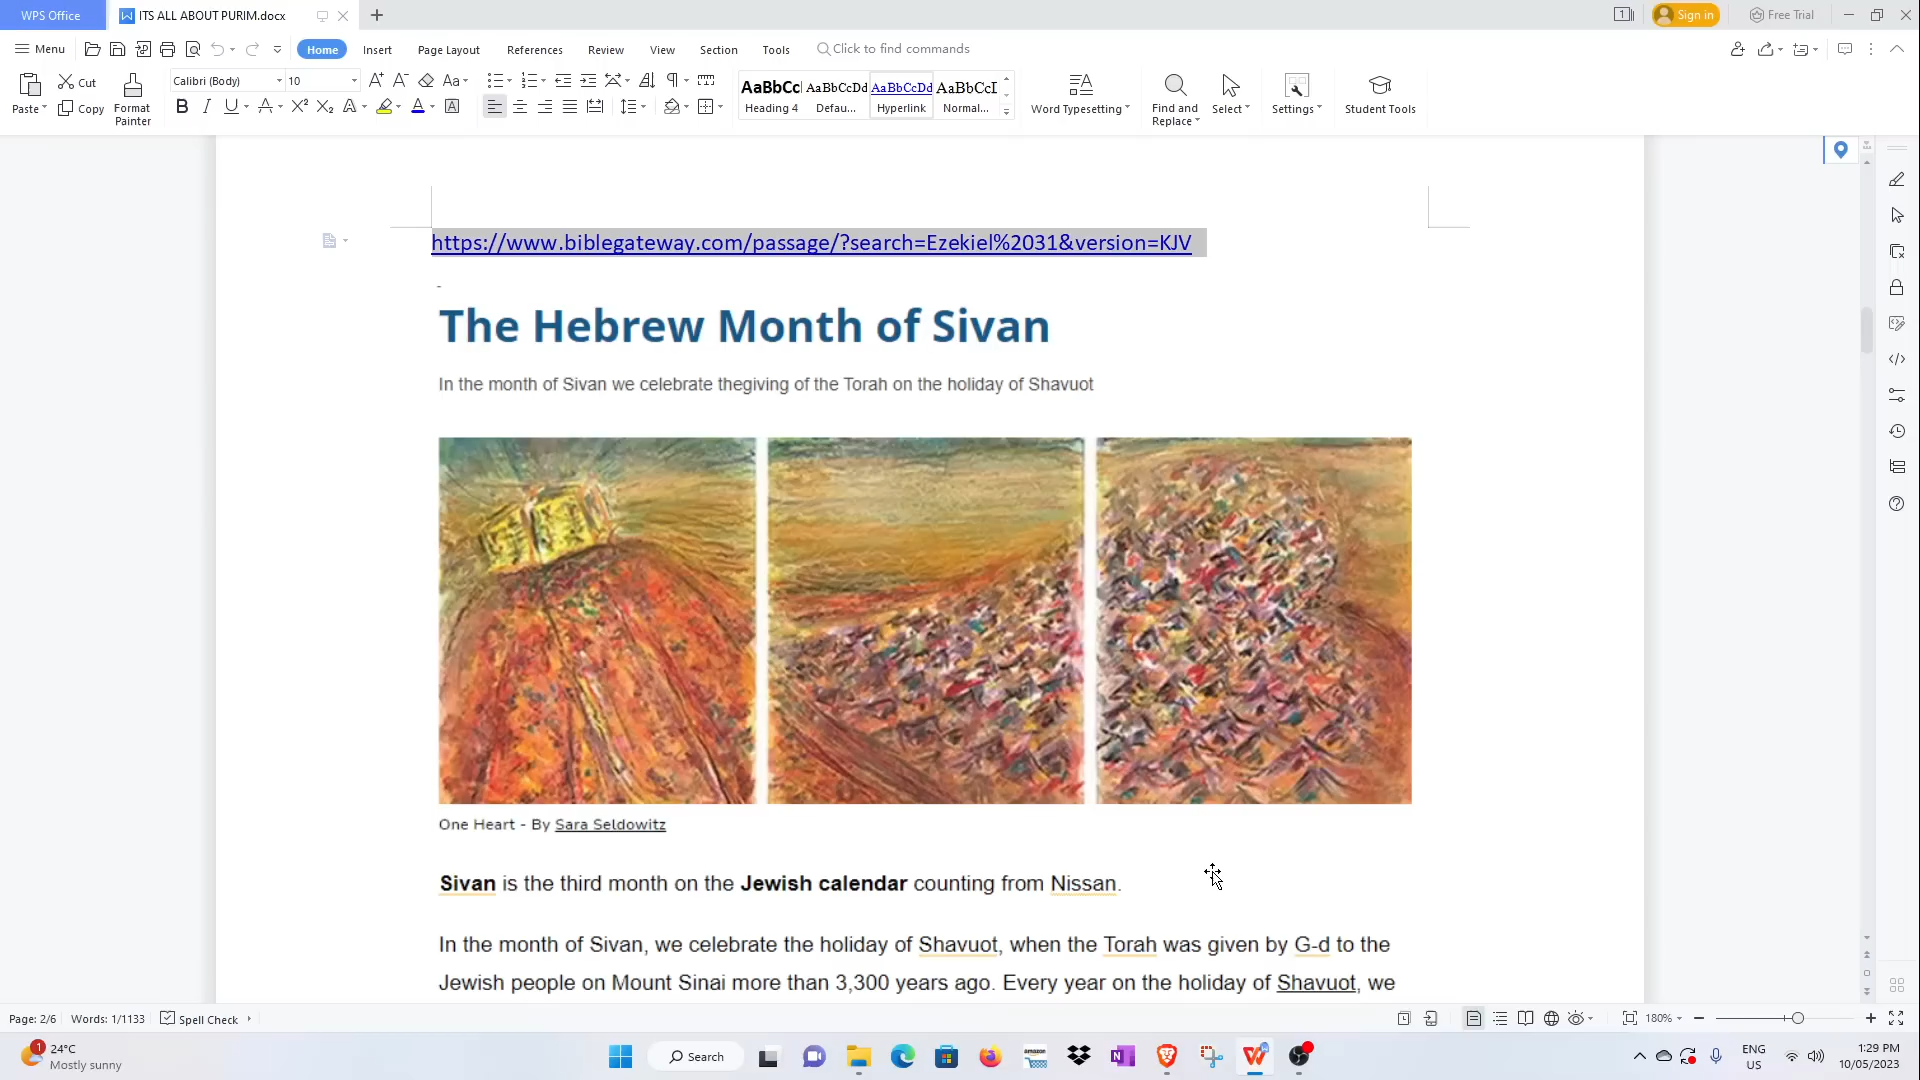 WPS Office
ITS ALL ABOUT PURIM.docx
Sign in
Free Trial
Menu
Home
Insert
Page Layout
References
Review
View
Section
Tools
Click to find commands
Paste
Cut
Copy
Format
Painter
Calibri (Body)
10
AaBbCc
Heading 4
AaBbCcDd
Defau...
AaBbCcDd
Hyperlink
AaBbCcI
Normal...
Word Typesetting
Find and
Replace
Select
Settings
Student Tools
https://www.biblegateway.com/passage/?search=Ezekiel%2031&version=KJV
The Hebrew Month of Sivan
In the month of Sivan we celebrate thegiving of the Torah on the holiday of Shavuot
One Heart - By Sara Seldowitz
Sivan is the third month on the Jewish calendar counting from Nissan.
In the month of Sivan, we celebrate the holiday of Shavuot, when the Torah was given by G-d to the
Jewish people on Mount Sinai more than 3,300 years ago. Every year on the holiday of Shavuot, we
Page: 2/6
Words: 1/1133
Spell Check
180%
1
24°C
Mostly sunny
Search
amazon
ENG
US
1:29 PM
10/05/2023